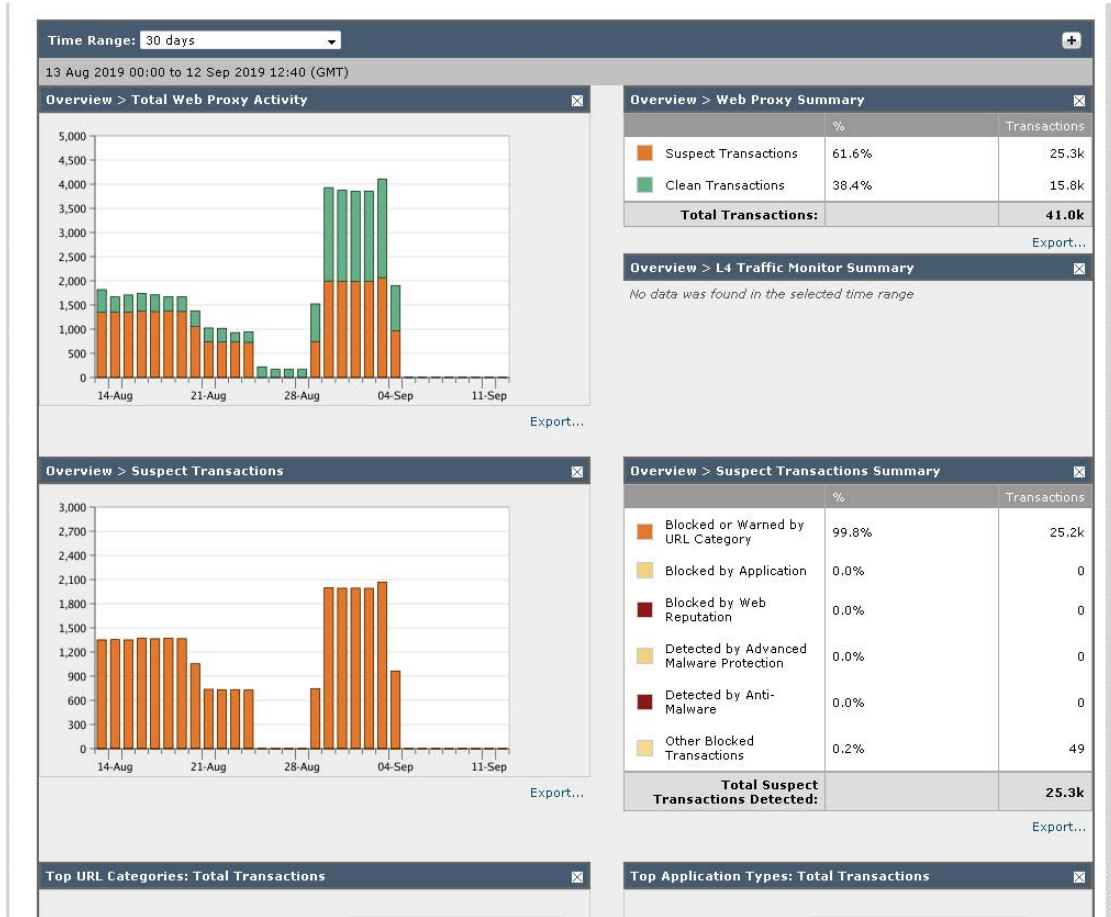 Time Range: 30 days
13 Aug 2019 00:00 to 12 Sep 2019 12:40 (GMT)
Overview > Total Web Proxy Activity
5,000
4,500
4,000
3,500
3,000
2,500
2,000
1,500
1,000
500
0
14-Aug 21-Aug 28-Aug 04-Sep 11-Sep
Export...
Overview > Web Proxy Summary
% Transactions
Suspect Transactions 61.6% 25.3k
Clean Transactions 38.4% 15.8k
Total Transactions: 41.0k
Export...
Overview > L4 Traffic Monitor Summary
No data was found in the selected time range
Overview > Suspect Transactions
3,000
2,700
2,400
2,100
1,800
1,500
1,200
900
600
300
0
14-Aug 21-Aug 28-Aug 04-Sep 11-Sep
Export...
Overview > Suspect Transactions Summary
% Transactions
Blocked or Warned by
URL Category 99.8% 25.2k
Blocked by Application 0.0% 0
Blocked by Web
Reputation 0.0% 0
Detected by Advanced
Malware Protection 0.0% 0
Detected by Anti-
Malware 0.0% 0
Other Blocked
Transactions 0.2% 49
Total Suspect
Transactions Detected: 25.3k
Export...
Top URL Categories: Total Transactions
Top Application Types: Total Transactions